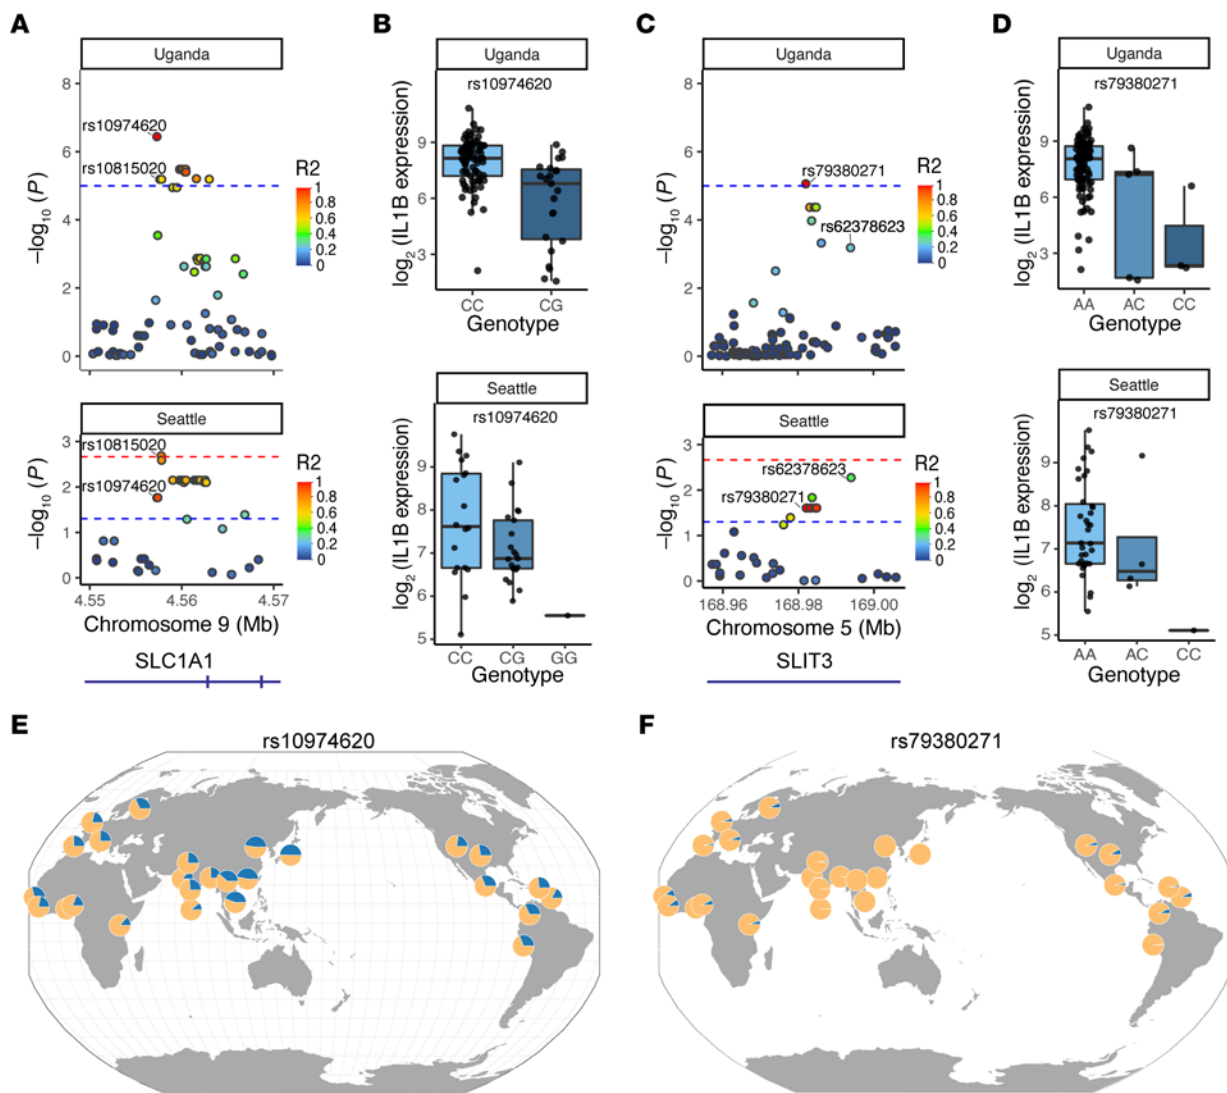 A
Uganda
8
6
4
2
0
−log10 (P)
rs10974620
rs10815020
R2
1
0.8
0.6
0.4
0.2
0
Seattle
3
2
1
0
−log10 (P)
rs10815020
rs10974620
R2
1
0.8
0.6
0.4
0.2
0
4.55 4.56 4.57
Chromosome 9 (Mb)
SLC1A1
B
Uganda
rs10974620
9
6
3
log2 (IL1B expression)
CC CG
Genotype
Seattle
rs10974620
9
8
7
6
5
log2 (IL1B expression)
CC CG GG
Genotype
C
Uganda
8
6
4
2
0
−log10 (P)
rs79380271
rs62378623
R2
1
0.8
0.6
0.4
0.2
0
Seattle
3
2
1
0
−log10 (P)
rs62378623
rs79380271
R2
1
0.8
0.6
0.4
0.2
0
168.96 168.98 169.00
Chromosome 5 (Mb)
SLIT3
D
Uganda
rs79380271
9
6
3
log2 (IL1B expression)
AA AC CC
Genotype
Seattle
rs79380271
9
8
7
6
5
log2 (IL1B expression)
AA AC CC
Genotype
E
rs10974620
F
rs79380271